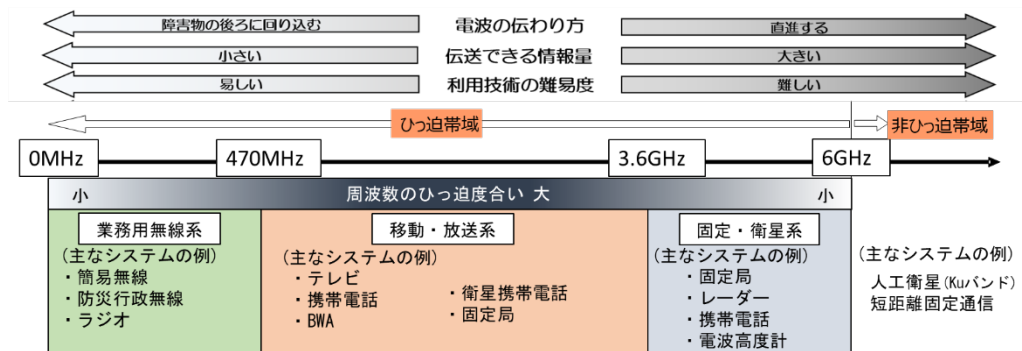 障害物の後ろに回り込む 電波の伝わり方 直進する
小さい 伝送できる情報量 大きい
易しい 利用技術の難易度 難しい
ひっ迫帯域 非ひっ迫帯域
0MHz 470MHz 3.6GHz 6GHz
小 周波数のひっ迫度合い 大 小
業務用無線系
(主なシステムの例)
・簡易無線
・防災行政無線
・ラジオ
移動・放送系
(主なシステムの例)
・テレビ
・携帯電話
・BWA
・衛星携帯電話
・固定局
固定・衛星系
(主なシステムの例)
・固定局
・レーダー
・携帯電話
・電波高度計
(主なシステムの例)
人工衛星(Kuバンド)
短距離固定通信